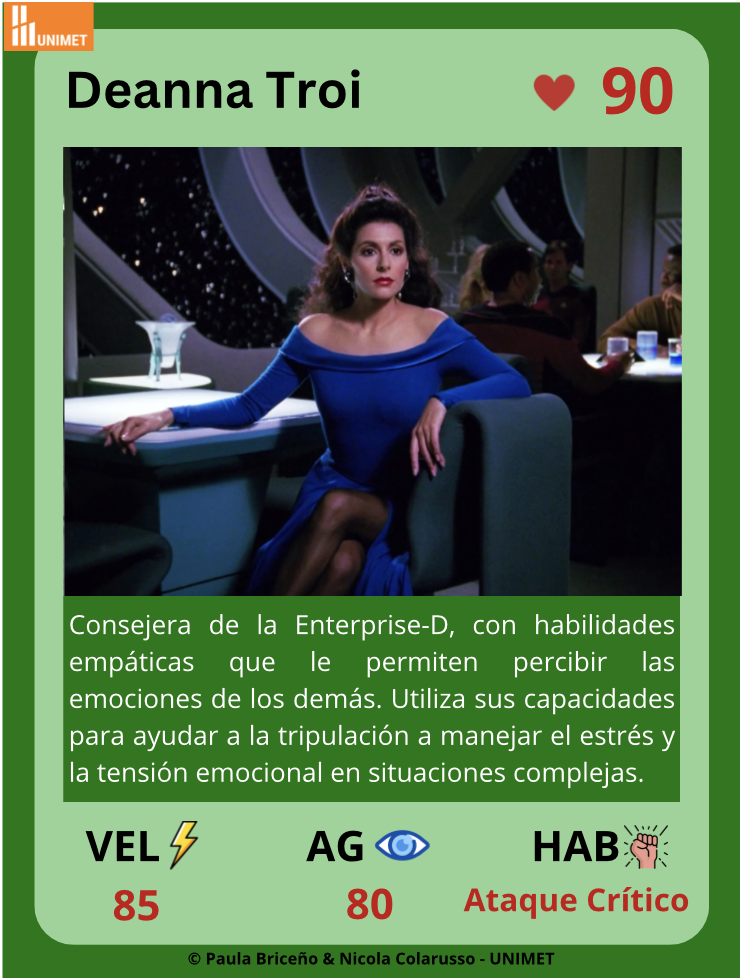 UNIMET
Deanna Troi
90
Consejera de la Enterprise-D, con habilidades
empáticas que le permiten percibir las
emociones de los demás. Utiliza sus capacidades
para ayudar a la tripulación a manejar el estrés y
la tensión emocional en situaciones complejas.
VEL AG HAB
85 80 Ataque Crítico
© Paula Briceño & Nicola Colarusso - UNIMET